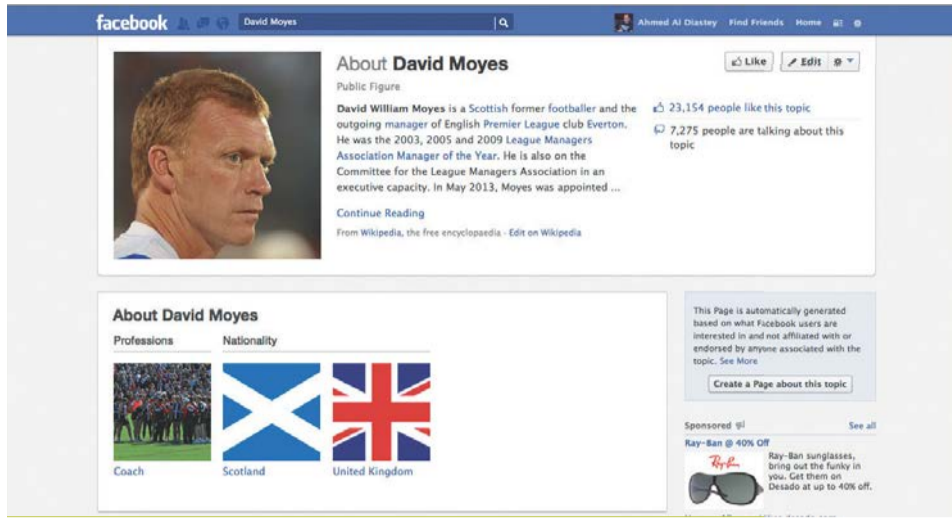 facebook
David Moyes
Ahmed Al Diastey Find Friends Home
About David Moyes
Like
Edit
Public Figure
David William Moyes is a Scottish former footballer and the
outgoing manager of English Premier League club Everton.
He was the 2003, 2005 and 2009 League Managers
Association Manager of the Year. He is also on the
Committee for the League Managers Association in an
executive capacity. In May 2013, Moyes was appointed ...
Continue Reading
From Wikipedia, the free encyclopaedia · Edit on Wikipedia
23,154 people like this topic
7,275 people are talking about this
topic
About David Moyes
Professions
Nationality
Coach
Scotland
United Kingdom
This Page is automatically generated
based on what Facebook users are
interested in and not affiliated with or
endorsed by anyone associated with the
topic. See More
Create a Page about this topic
Sponsored
See all
Ray-Ban @ 40% Off
Ray-Ban
Ray-Ban sunglasses,
bring out the funky in
you. Get them on
Desado at up to 40% off.